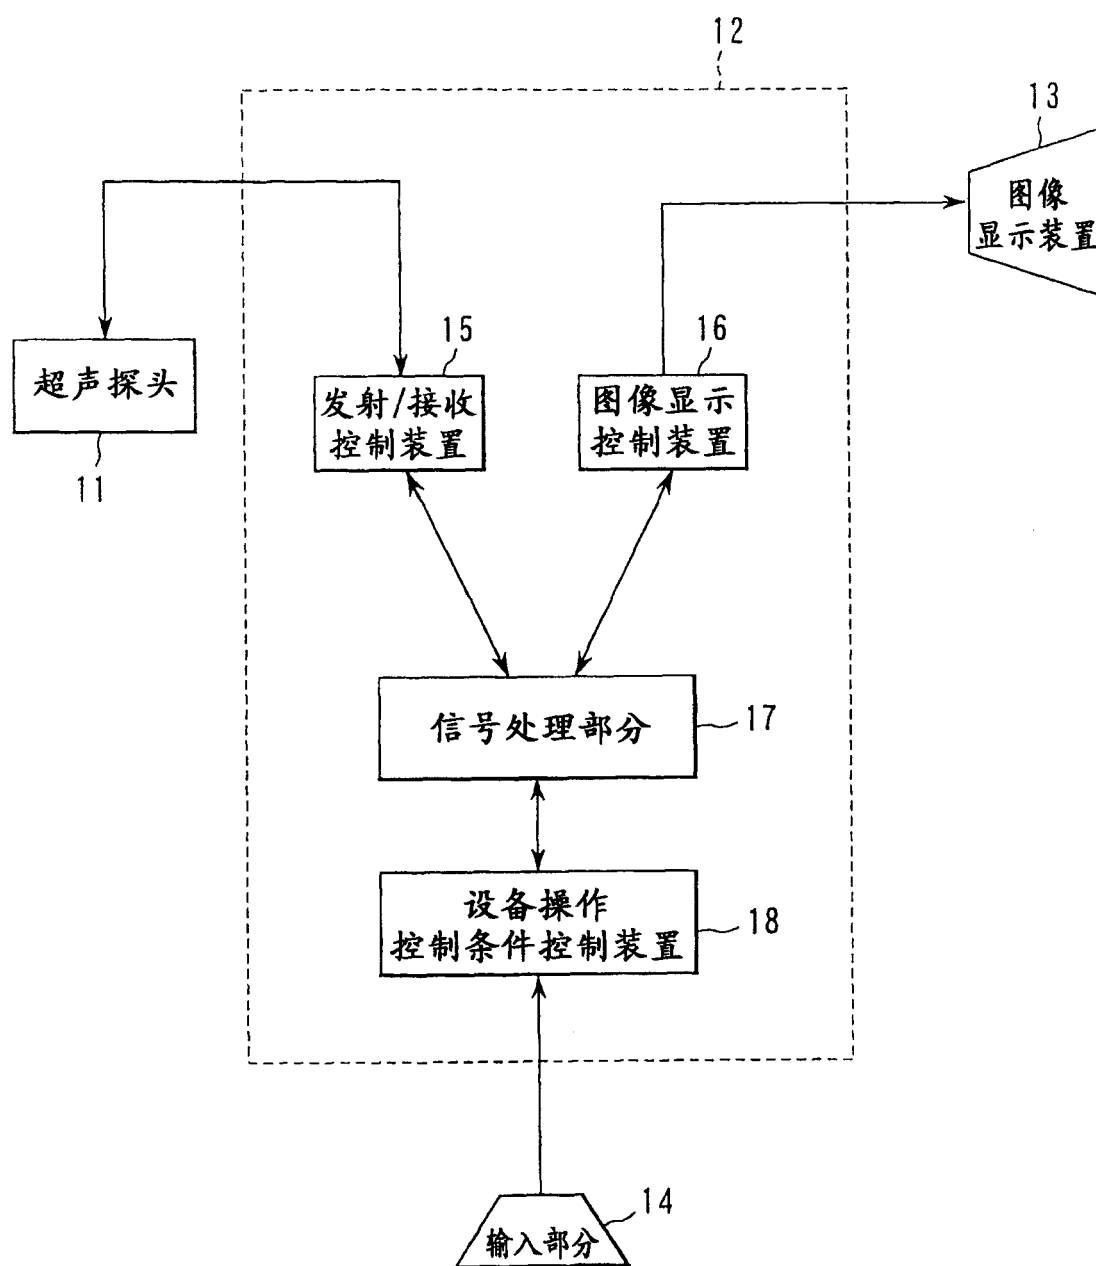 12
13
图像
显示装置
15
16
超声探头
发射/接收
控制装置
图像显示
控制装置
11
信号处理部分
17
设备操作
控制条件控制装置
18
14
输入部分